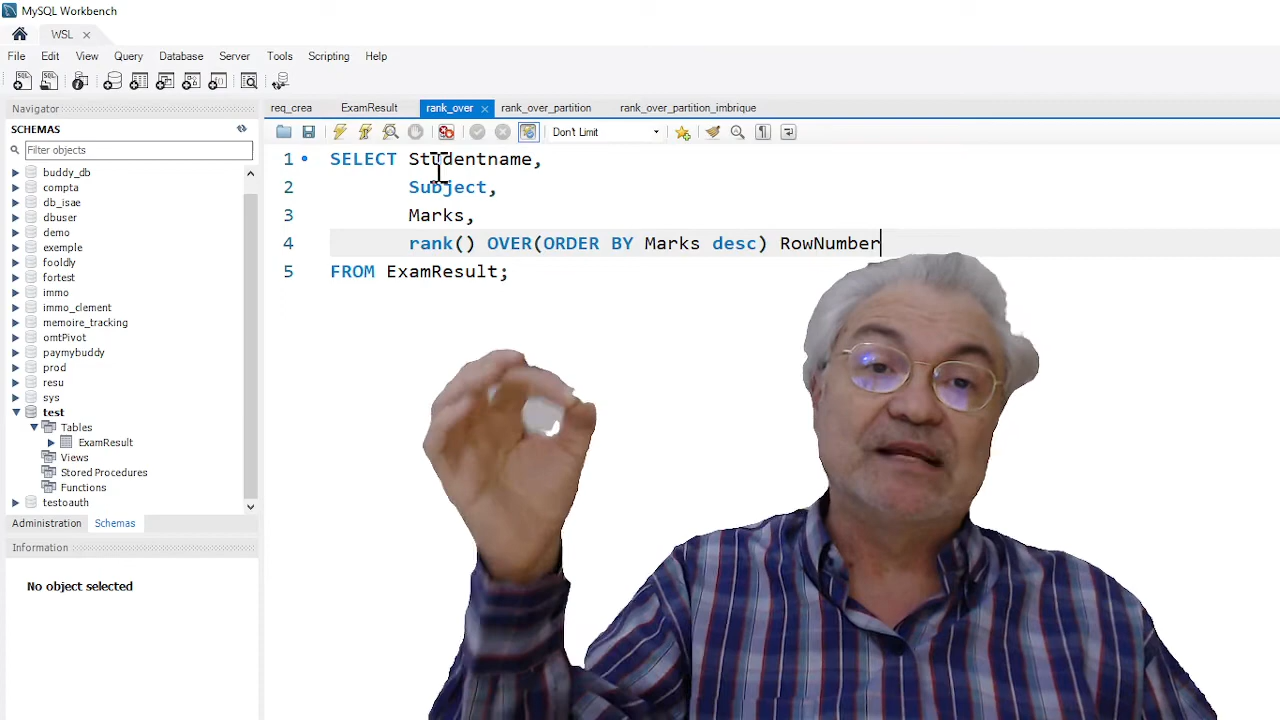 MySQL Workbench
WSL
File Edit View Query Database Server Tools Scripting Help
Navigator
req_crea ExamResult rank_over rank_over_partition rank_over_partition_imbrique
SCHEMAS
Don't Limit
Filter objects
buddy_db
compta
db_isae
dbuser
demo
exemple
fooldy
fortest
immo
immo_clement
memoire_tracking
omtPivot
paymybuddy
prod
resu
sys
test
Tables
ExamResult
Views
Stored Procedures
Functions
testoauth
Administration Schemas
Information
No object selected
1 SELECT Studentname,
2 Subject,
3 Marks,
4 rank() OVER(ORDER BY Marks desc) RowNumber
5 FROM ExamResult;